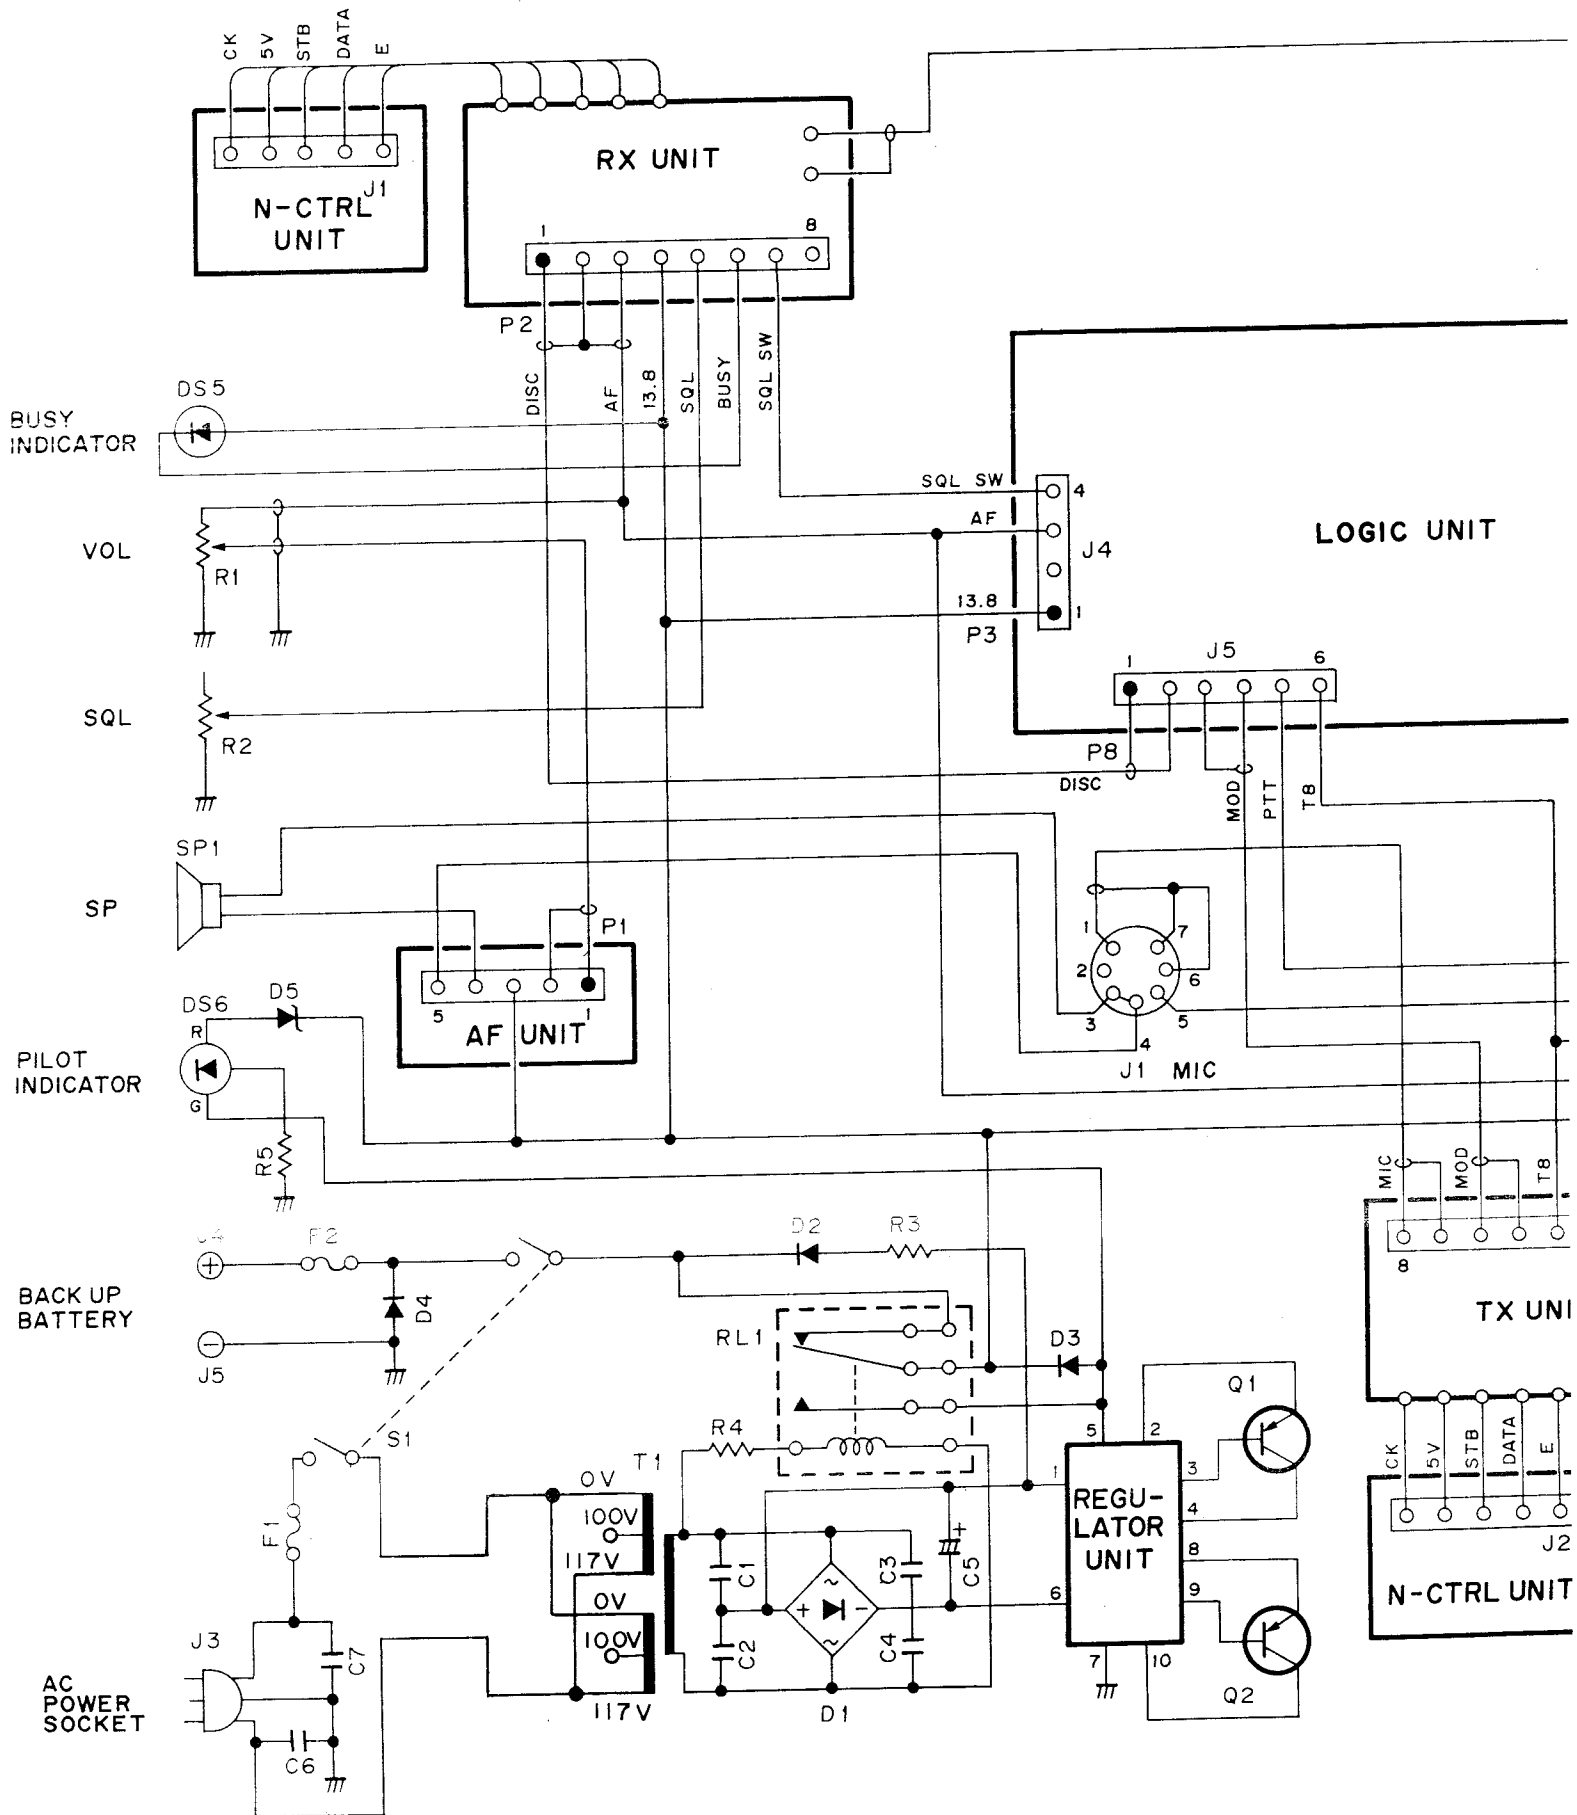 CK
5V
STB
DATA
E
J1
N-CTRL
UNIT
RX UNIT
1
8
P2
DISC
AF
13.8
SQL
BUSY
SQL SW
DS5
BUSY
INDICATOR
SQL SW
4
AF
J4
LOGIC UNIT
VOL
R1
13.8
1
P3
J5
1
6
SQL
R2
P8
DISC
MOD
PTT
T8
SP1
SP
P1
5
1
AF UNIT
1
7
2
6
3
5
4
J1 MIC
DS6
D5
R
G
PILOT
INDICATOR
R5
MIC
MOD
T8
8
TX UNI
J4
F2
D2
R3
BACK UP
BATTERY
D4
J5
RL1
D3
Q1
S1
R4
5
2
T1
0V
100V
117V
0V
100V
117V
F1
C1
C2
C3
C4
C5
+
~
+
-
~
D1
1
3
4
REGU-
LATOR
UNIT
8
6
9
7
10
Q2
CK
5V
STB
DATA
E
J2
N-CTRL UNIT
J3
C7
AC
POWER
SOCKET
C6